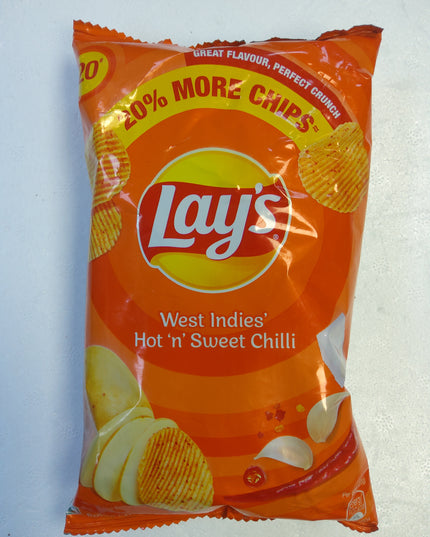 20*
GREAT FLAVOUR, PERFECT CRUNCH
20% MORE CHIPS~
Lay's
West Indies'
Hot 'n' Sweet Chilli